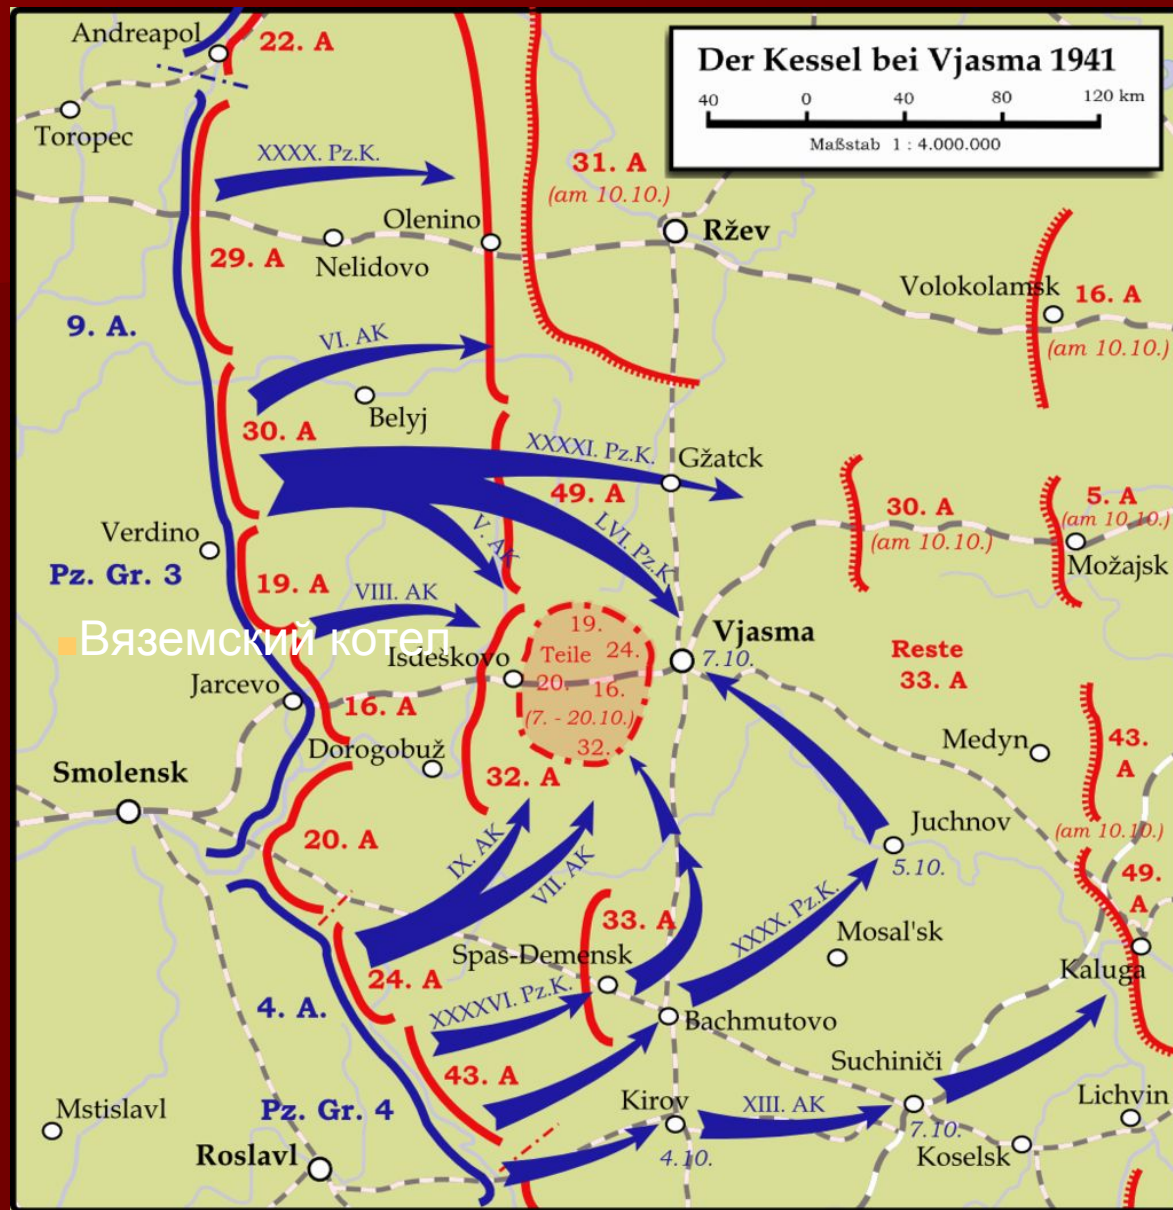 Der Kessel bei Vjasma 1941
40 0 40 80 120 km
Maßstab 1 : 4.000.000
Andreapol
22. A
Toropec
XXXX. Pz.K.
31. A
(am 10.10.)
Olenino
Ržev
29. A
Nelidovo
Volokolamsk
16. A
(am 10.10.)
9. A.
VI. AK
Belyj
30. A
XXXXI. Pz.K.
Gžatck
49. A
V. AK
LVI. Pz.K.
30. A
(am 10.10.)
5. A
(am 10.10.)
Možajsk
Verdino
Pz. Gr. 3
19. A
VIII. AK
Вяземский котел
Isdeškovo
19.
Teile 24.
20. 16.
(7. - 20.10.)
32.
Vjasma
7.10.
Reste
33. A
Jarcevo
16. A
Dorogobuž
32. A
Medyn
43.
A
(am 10.10.)
Smolensk
20. A
IX. AK
VII. AK
Juchnov
5.10.
49.
A
33. A
XXXX. Pz.K.
Mosal'sk
Spas-Demensk
Kaluga
24. A
4. A.
XXXXVI. Pz.K.
Bachmutovo
43. A
Suchiniči
7.10.
Mstislavl
Pz. Gr. 4
Kirov
4.10.
XIII. AK
Lichvin
Roslavl
Koselsk